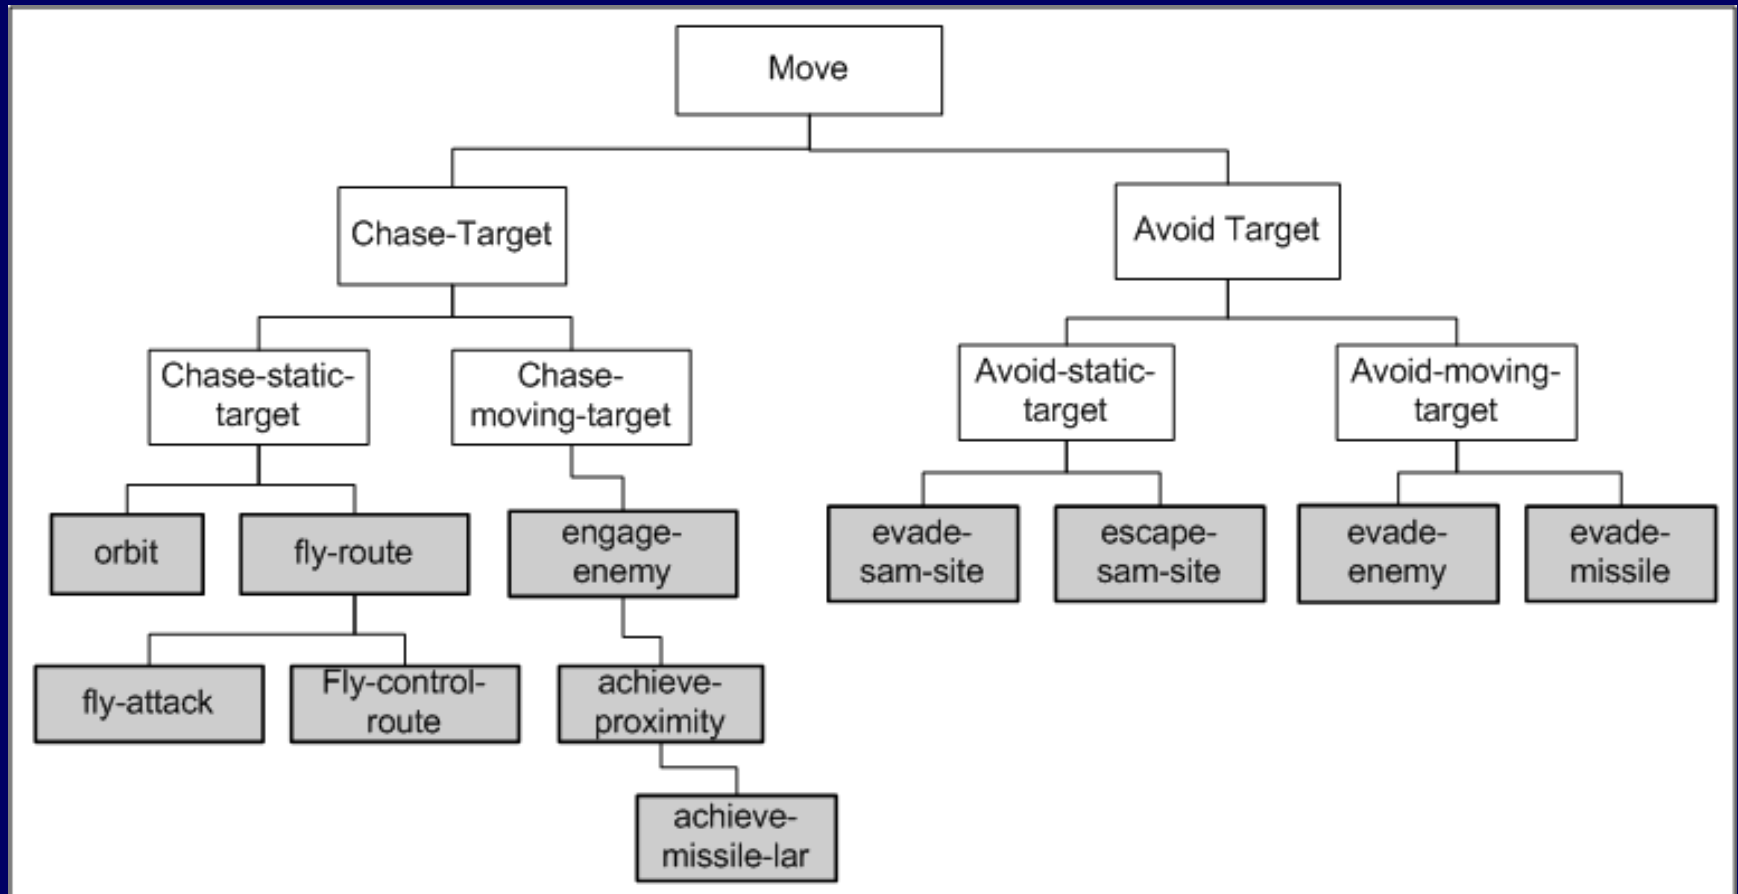 Move
Chase-Target
Avoid Target
Chase-static-
target
Chase-
moving-target
Avoid-static-
target
Avoid-moving-
target
orbit
fly-route
engage-
enemy
evade-
sam-site
escape-
sam-site
evade-
enemy
evade-
missile
fly-attack
Fly-control-
route
achieve-
proximity
achieve-
missile-lar